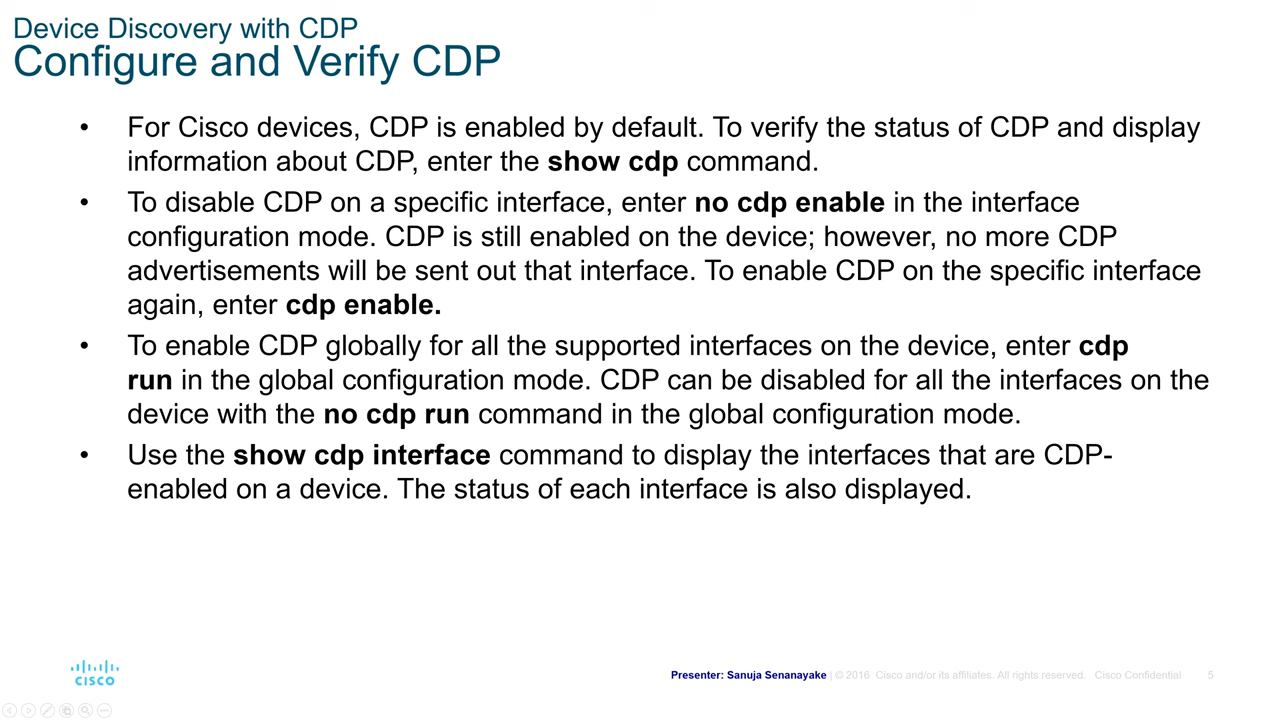 Device Discovery with CDP
Configure and Verify CDP
• For Cisco devices, CDP is enabled by default. To verify the status of CDP and display
information about CDP, enter the show cdp command.
• To disable CDP on a specific interface, enter no cdp enable in the interface
configuration mode. CDP is still enabled on the device; however, no more CDP
advertisements will be sent out that interface. To enable CDP on the specific interface
again, enter cdp enable.
• To enable CDP globally for all the supported interfaces on the device, enter cdp
run in the global configuration mode. CDP can be disabled for all the interfaces on the
device with the no cdp run command in the global configuration mode.
• Use the show cdp interface command to display the interfaces that are CDP-
enabled on a device. The status of each interface is also displayed.
CISCO
Presenter: Sanuja Senanayake | © 2016 Cisco and/or its affiliates. All rights reserved. Cisco Confidential 5